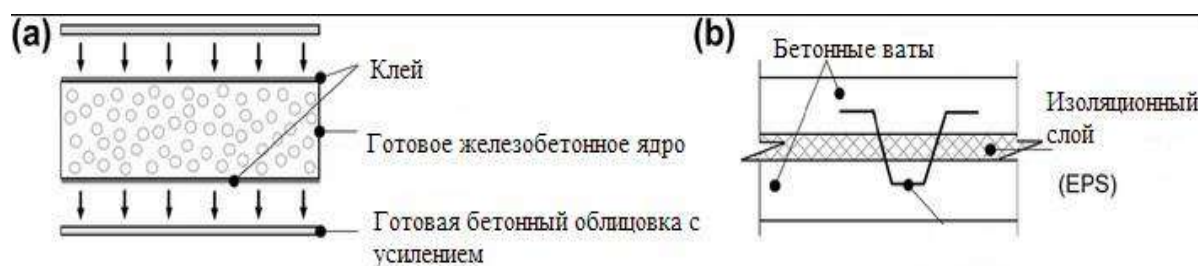 (a)
Клей
Готовое железобетонное ядро
Готовая бетонный облицовка с
усилением
(b)
Бетонные ваты
Изоляционный
слой
(EPS)